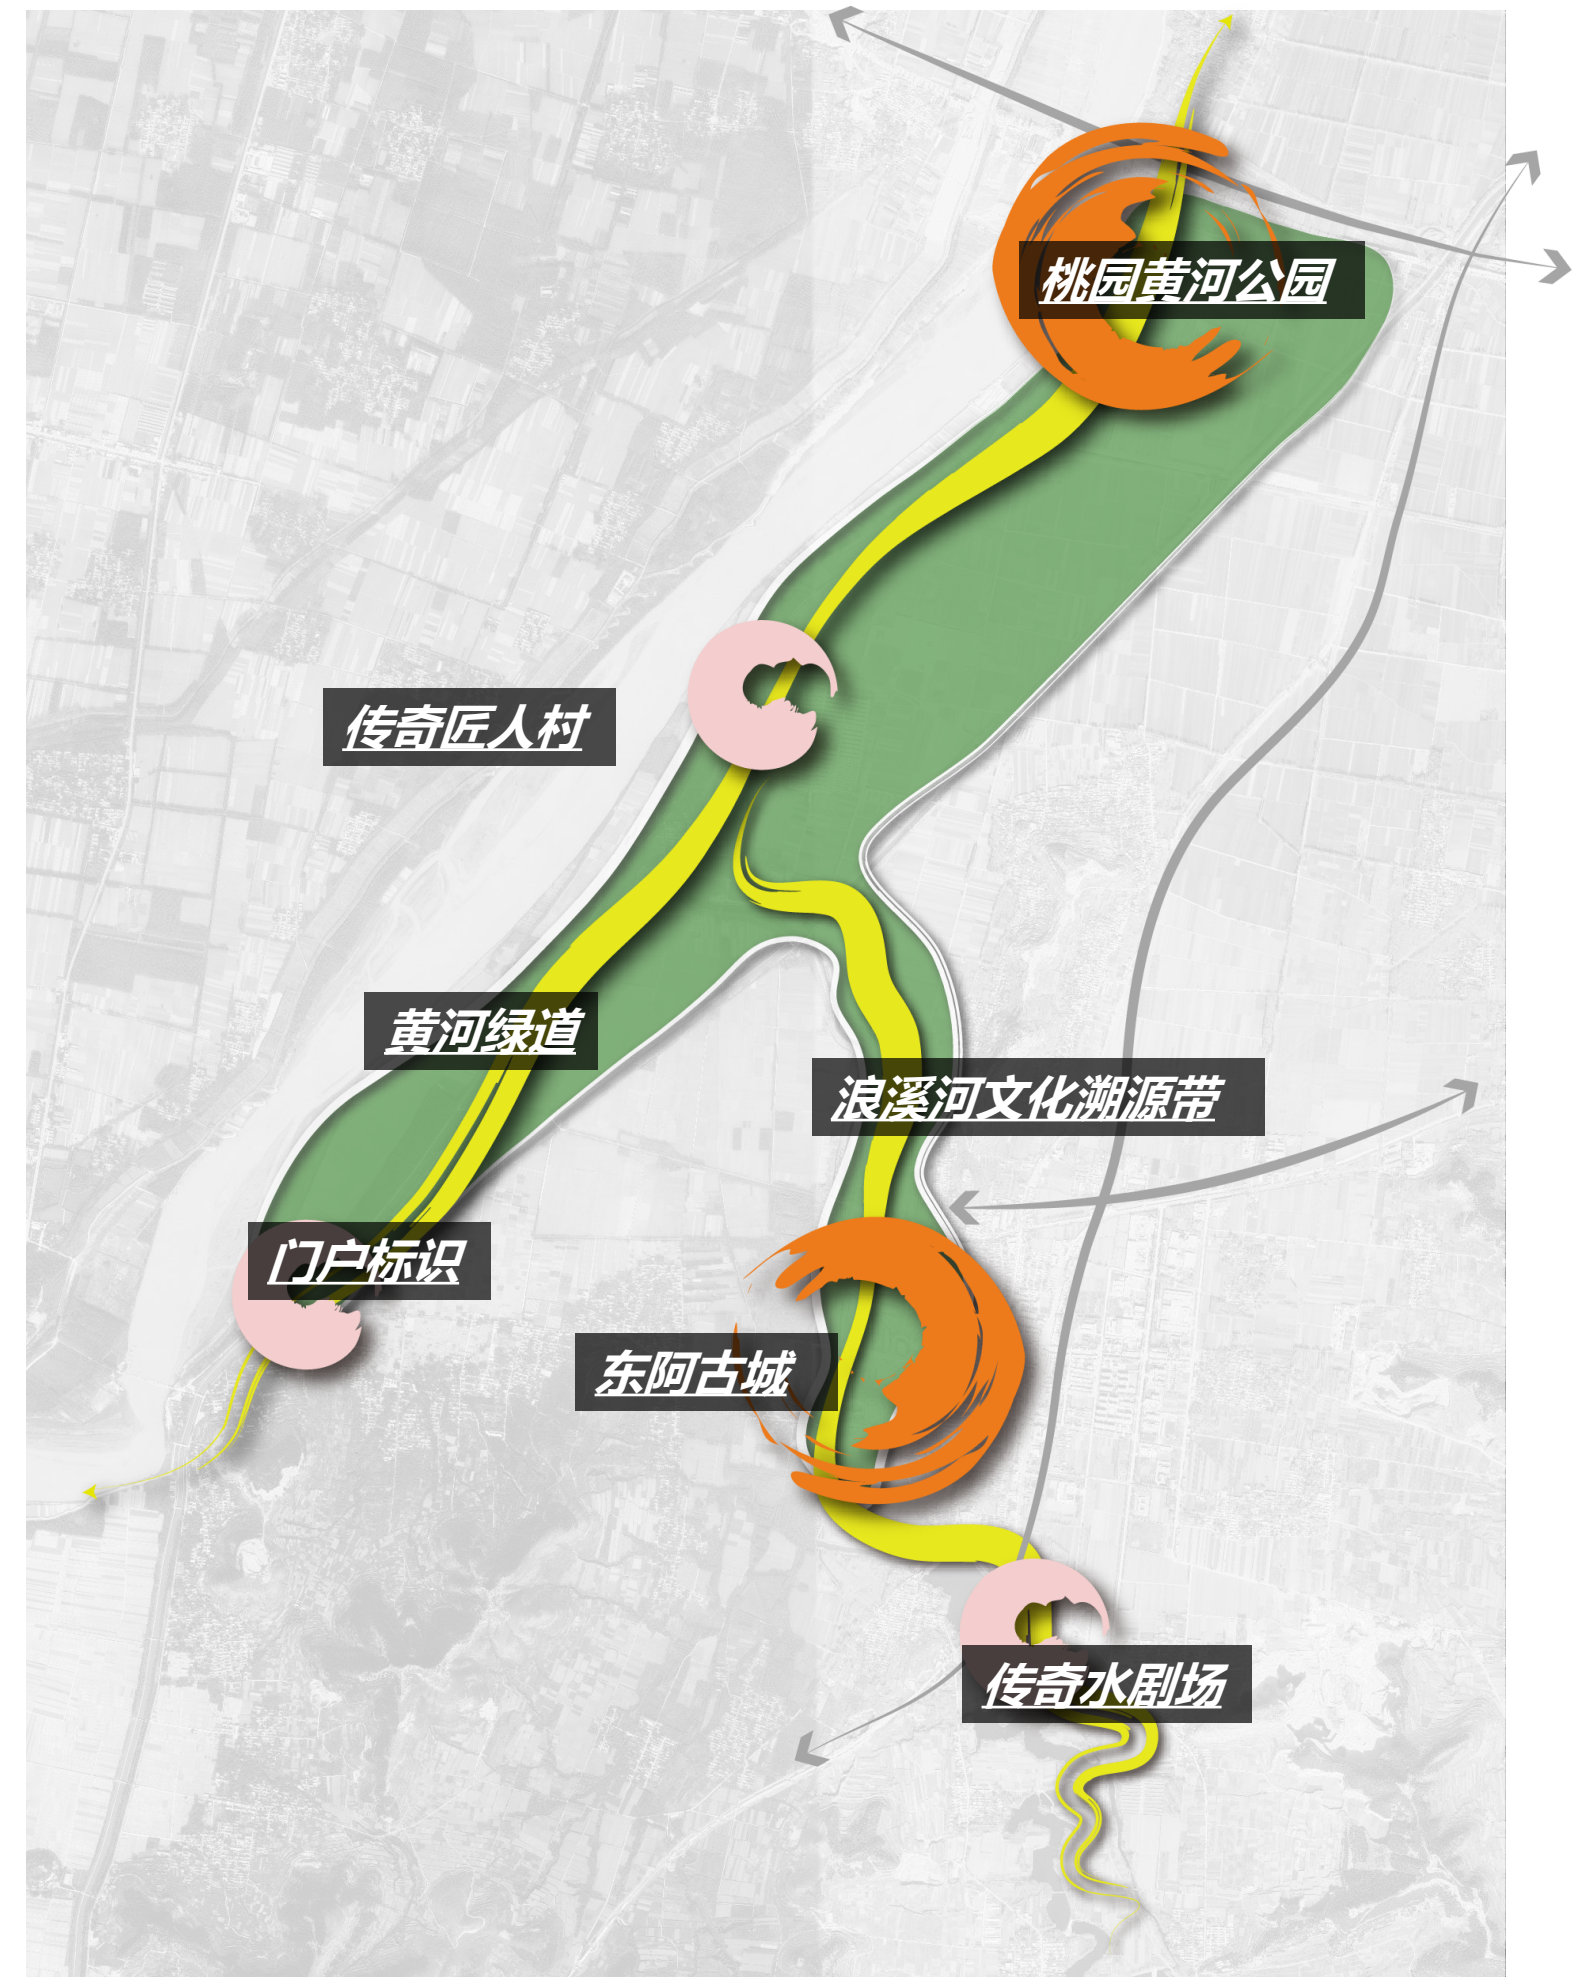 桃园黄河公园
传奇匠人村
黄河绿道
浪溪河文化溯源带
门户标识
东阿古城
传奇水剧场